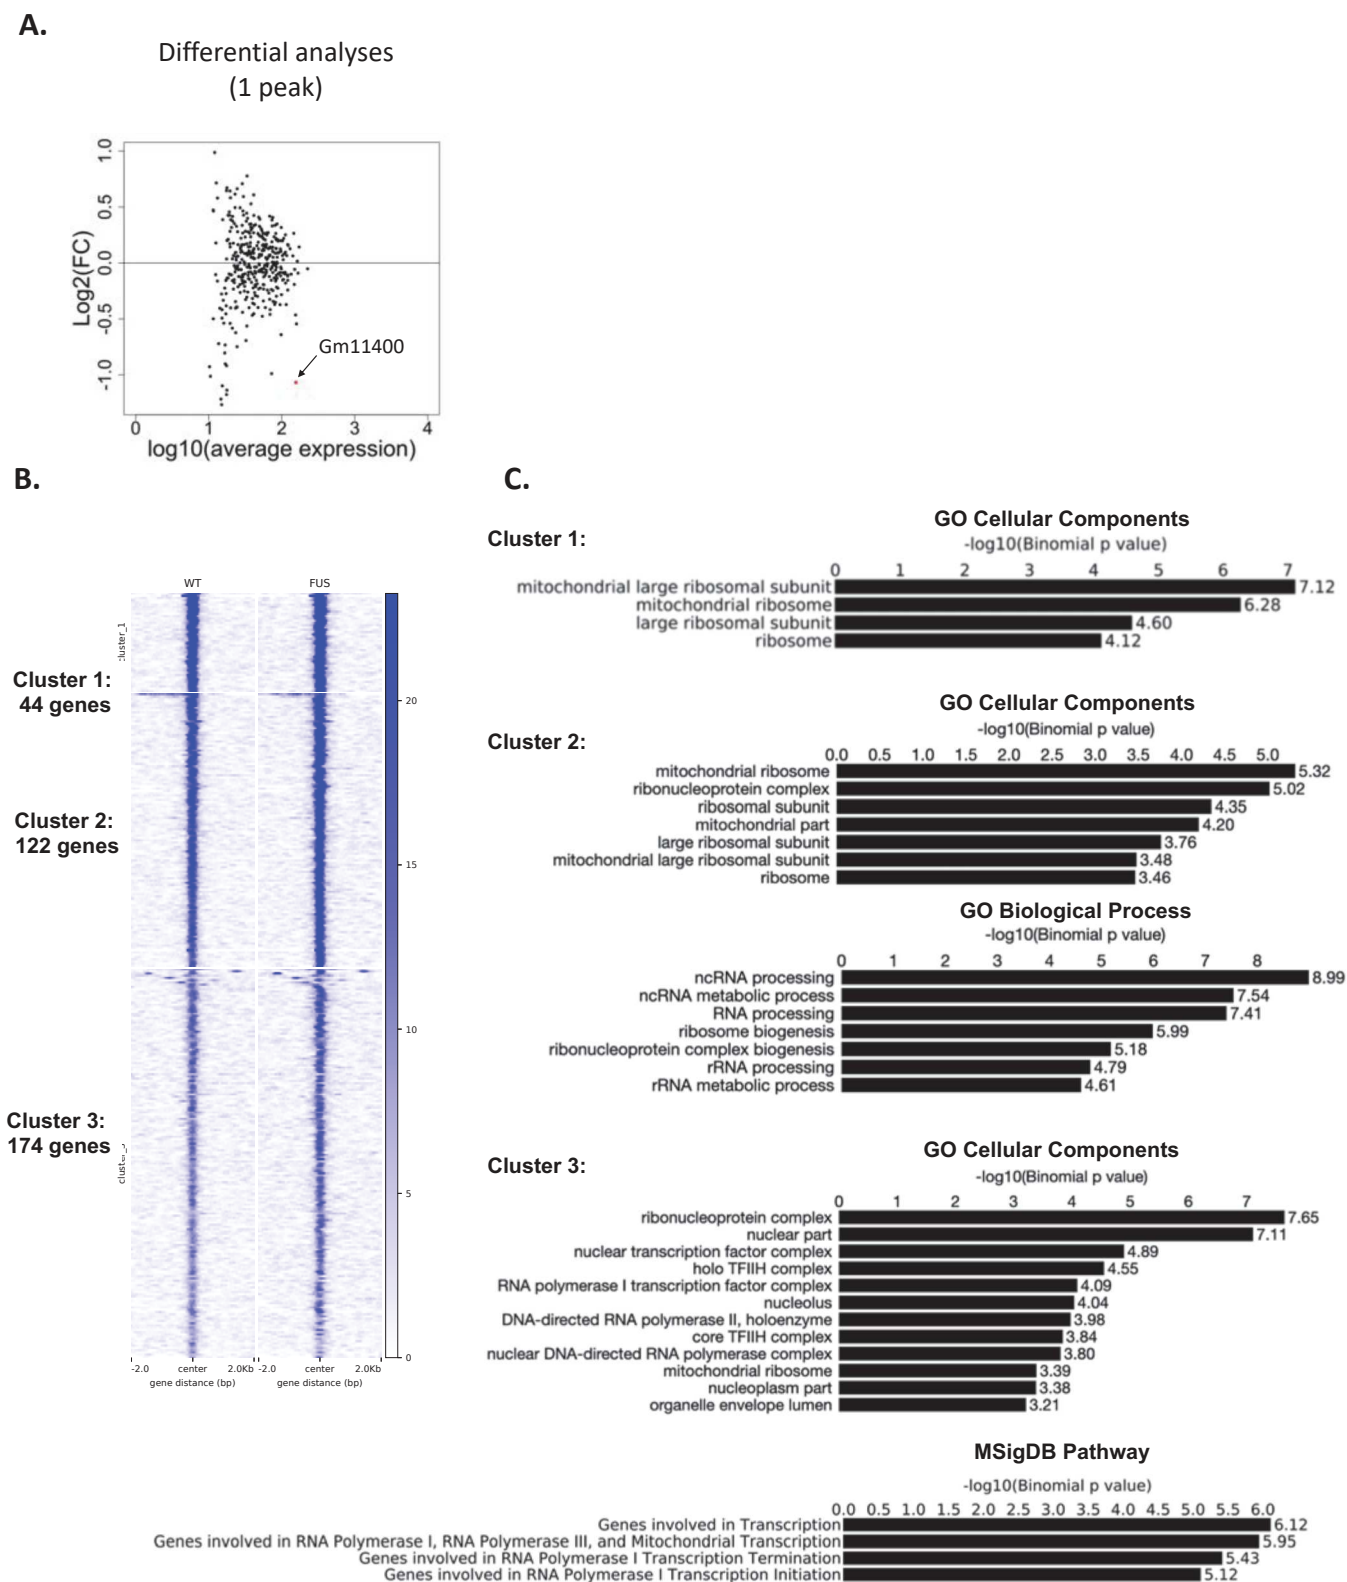 A.
Differential analyses
(1 peak)
Log2(FC)
1.0
0.5
0.0
-0.5
-1.0
Gm11400
0 1 2 3 4
log10(average expression)
B.
WT FUS
cluster_1
Cluster 1:
44 genes
Cluster 2:
122 genes
Cluster 3:
174 genes
20
15
10
5
0
-2.0 center 2.0Kb -2.0 center 2.0Kb
gene distance (bp) gene distance (bp)
C.
Cluster 1:
GO Cellular Components
-log10(Binomial p value)
0 1 2 3 4 5 6 7
mitochondrial large ribosomal subunit 7.12
mitochondrial ribosome 6.28
large ribosomal subunit 4.60
ribosome 4.12
Cluster 2:
GO Cellular Components
-log10(Binomial p value)
0.0 0.5 1.0 1.5 2.0 2.5 3.0 3.5 4.0 4.5 5.0
mitochondrial ribosome 5.32
ribonucleoprotein complex 5.02
ribosomal subunit 4.35
mitochondrial part 4.20
large ribosomal subunit 3.76
mitochondrial large ribosomal subunit 3.48
ribosome 3.46
GO Biological Process
-log10(Binomial p value)
0 1 2 3 4 5 6 7 8
ncRNA processing 8.99
ncRNA metabolic process 7.54
RNA processing 7.41
ribosome biogenesis 5.99
ribonucleoprotein complex biogenesis 5.18
rRNA processing 4.79
rRNA metabolic process 4.61
Cluster 3:
GO Cellular Components
-log10(Binomial p value)
0 1 2 3 4 5 6 7
ribonucleoprotein complex 7.65
nuclear part 7.11
nuclear transcription factor complex 4.89
holo TFIIH complex 4.55
RNA polymerase I transcription factor complex 4.09
nucleolus 4.04
DNA-directed RNA polymerase II, holoenzyme 3.98
core TFIIH complex 3.84
nuclear DNA-directed RNA polymerase complex 3.80
mitochondrial ribosome 3.39
nucleoplasm part 3.38
organelle envelope lumen 3.21
MSigDB Pathway
-log10(Binomial p value)
0.0 0.5 1.0 1.5 2.0 2.5 3.0 3.5 4.0 4.5 5.0 5.5 6.0
Genes involved in Transcription 6.12
Genes involved in RNA Polymerase I, RNA Polymerase III, and Mitochondrial Transcription 5.95
Genes involved in RNA Polymerase I Transcription Termination 5.43
Genes involved in RNA Polymerase I Transcription Initiation 5.12